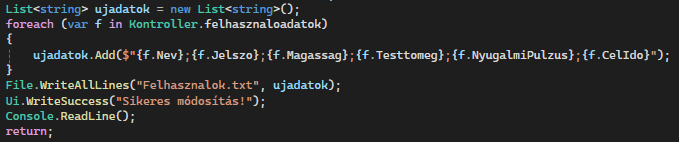 List<string> ujadatok = new List<string>();
foreach (var f in Kontroller.felhasznaloadatok)
{
ujadatok.Add($"{f.Nev};{f.Jelszo};{f.Magassag};{f.Testtomeg};{f.NyugalmiPulzus};{f.CelIdo}");
}
File.WriteAllLines("Felhasznalok.txt", ujadatok);
Ui.WriteSuccess("Sikeres módosítás!");
Console.ReadLine();
return;